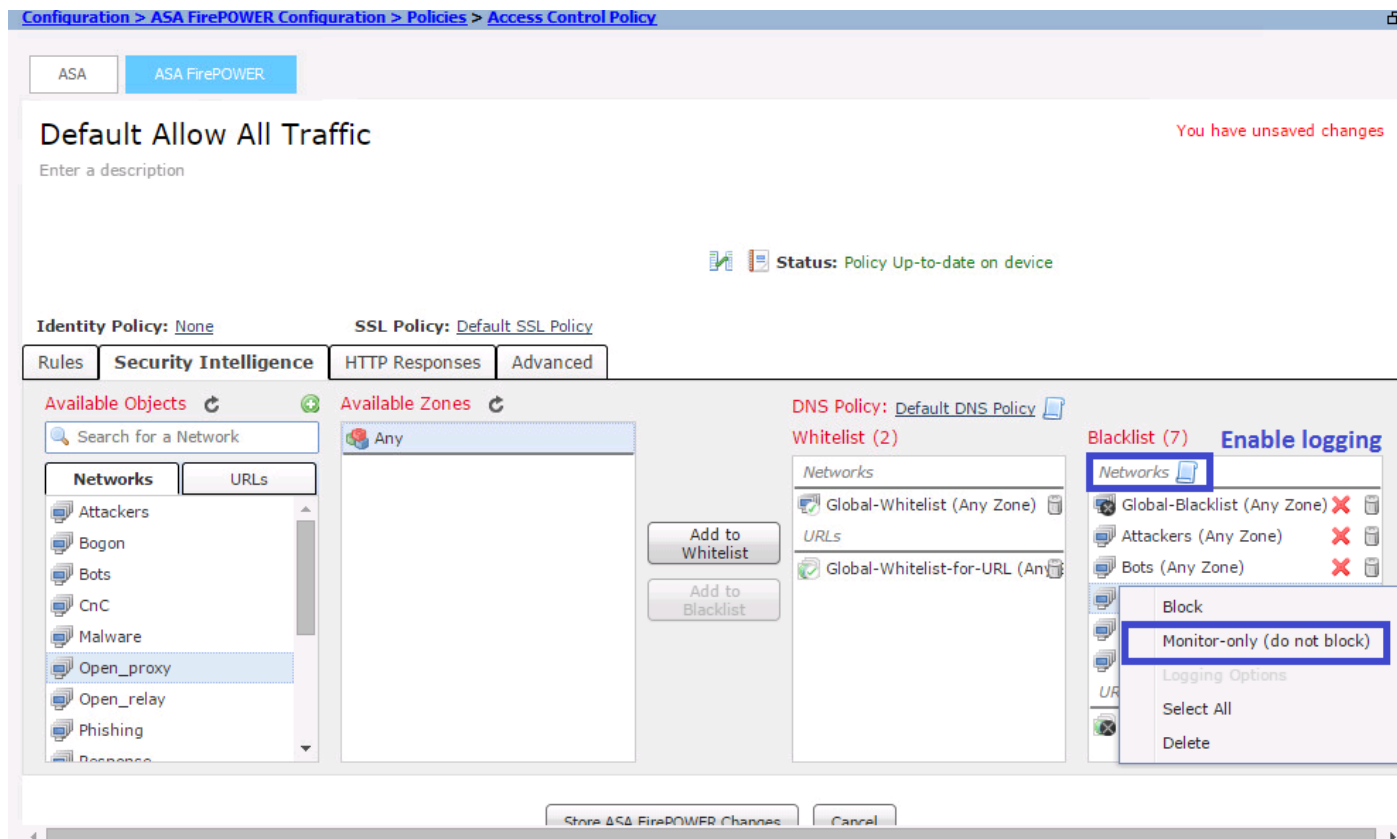 Configuration > ASA FirePOWER Configuration > Policies > Access Control Policy
ASA
ASA FirePOWER
Default Allow All Traffic
You have unsaved changes
Enter a description
Status: Policy Up-to-date on device
Identity Policy: None
SSL Policy: Default SSL Policy
Rules
Security Intelligence
HTTP Responses
Advanced
Available Objects
Search for a Network
Networks
URLs
Attackers
Bogon
Bots
CnC
Malware
Open_proxy
Open_relay
Phishing
Response
Available Zones
Any
Add to
Whitelist
Add to
Blacklist
DNS Policy: Default DNS Policy
Whitelist (2)
Networks
Global-Whitelist (Any Zone)
URLs
Global-Whitelist-for-URL (Any
Blacklist (7)
Enable logging
Networks
Global-Blacklist (Any Zone)
Attackers (Any Zone)
Bots (Any Zone)
UR
Block
Monitor-only (do not block)
Logging Options
Select All
Delete
Store ASA FirePOWER Changes
Cancel